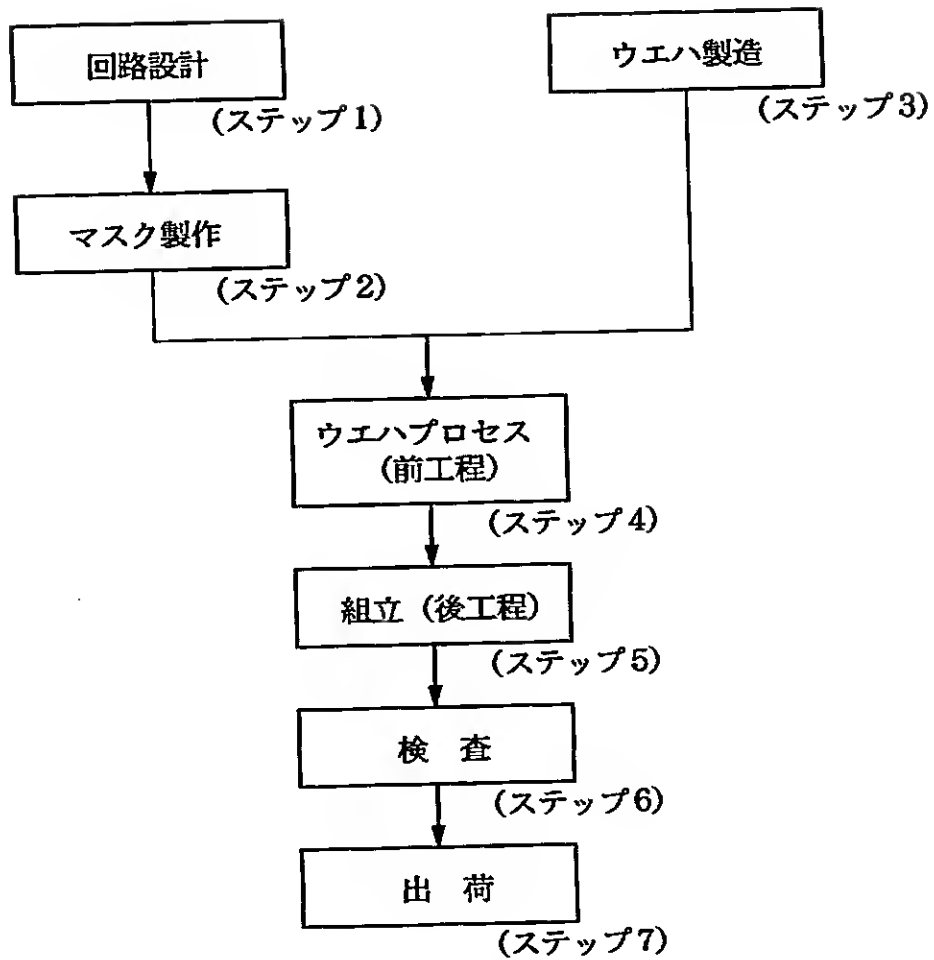 回路設計
(ステップ1)
マスク製作
(ステップ2)
ウエハ製造
(ステップ3)
ウエハプロセス
(前工程)
(ステップ4)
組立(後工程)
(ステップ5)
検 査
(ステップ6)
出 荷
(ステップ7)